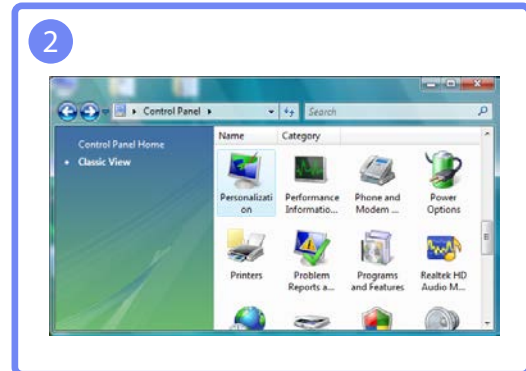 2
Control Panel
Search
Control Panel Home
Classic View
Name Category
Personalizati
on
Performance
Informatio...
Phone and
Modem ...
Power
Options
Printers
Problem
Reports a...
Programs
and Features
Realtek HD
Audio M...